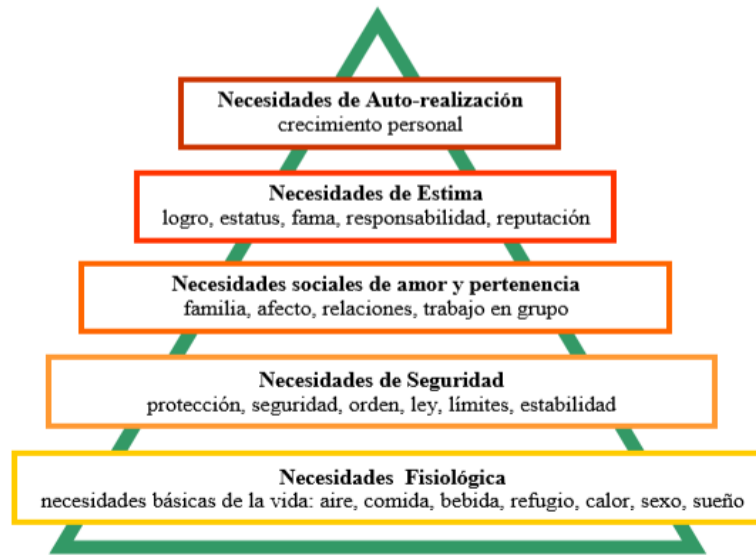 Necesidades de Auto-realización
crecimiento personal
Necesidades de Estima
logro, estatus, fama, responsabilidad, reputación
Necesidades sociales de amor y pertenencia
familia, afecto, relaciones, trabajo en grupo
Necesidades de Seguridad
protección, seguridad, orden, ley, límites, estabilidad
Necesidades Fisiológica
necesidades básicas de la vida: aire, comida, bebida, refugio, calor, sexo, sueño